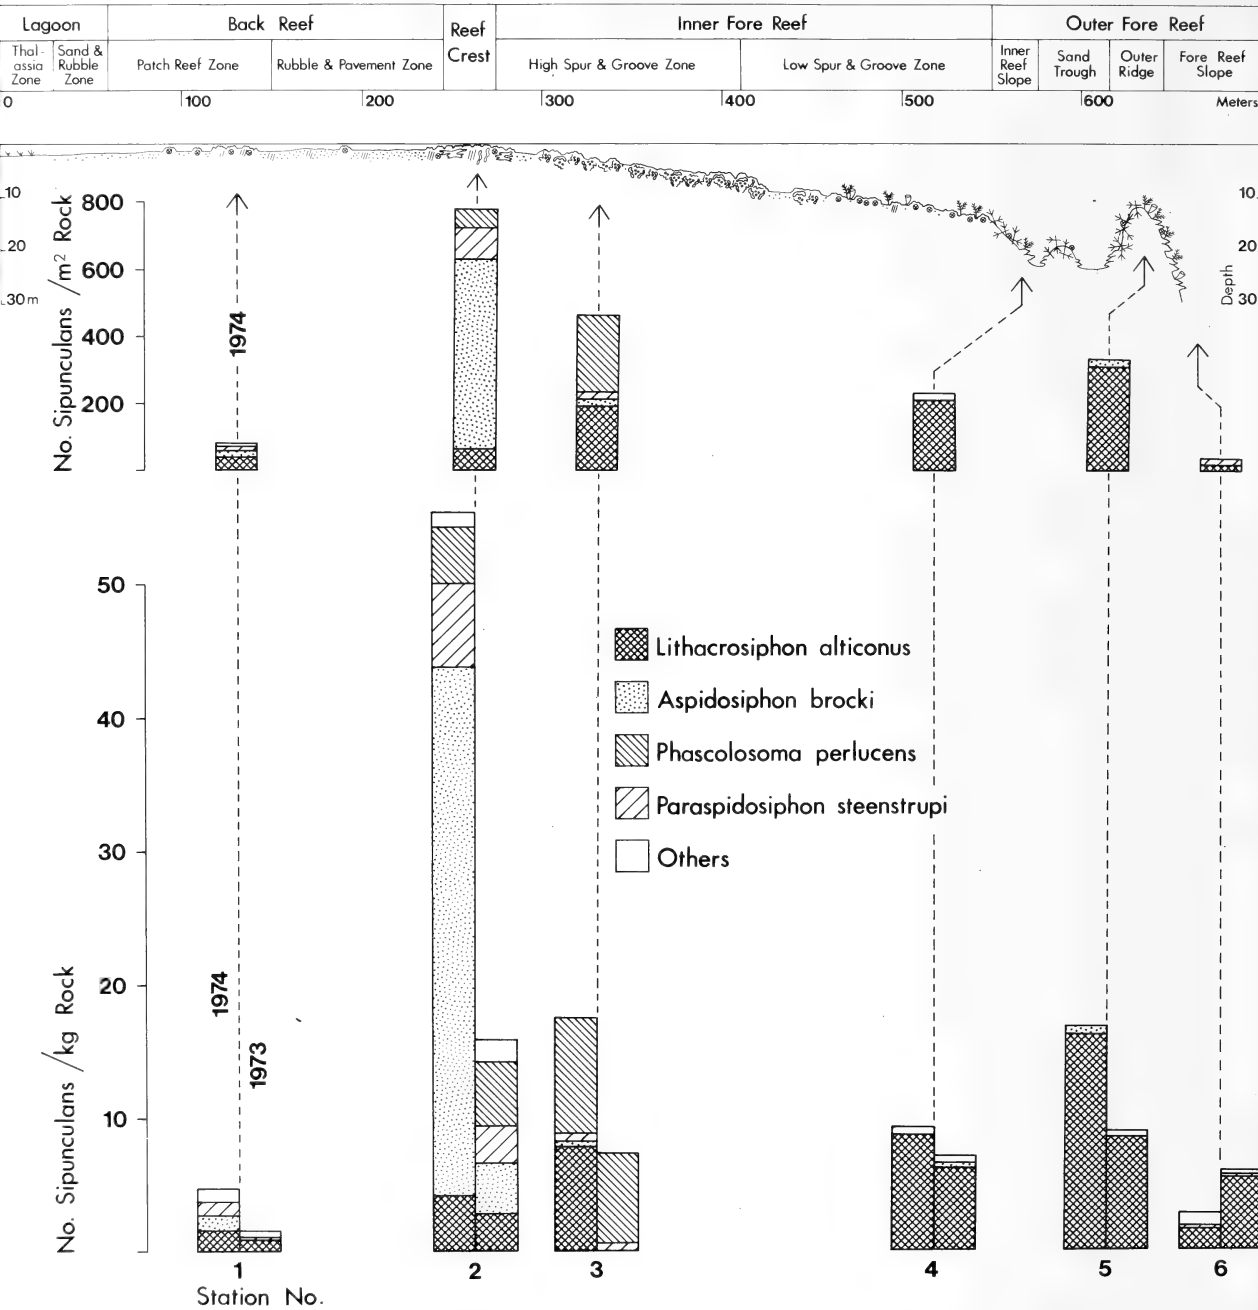 Lagoon Back Reef Reef Crest Inner Fore Reef Outer Fore Reef
Thal-assia Zone
Sand & Rubble Zone
Patch Reef Zone
Rubble & Pavement Zone
High Spur & Groove Zone
Low Spur & Groove Zone
Inner Reef Slope
Sand Trough
Outer Ridge
Fore Reef Slope
0 100 200 300 400 500 600 Meters
10
20
30m
10
20
30
Depth
No. Sipunculans /m² Rock
800
600
400
200
1974
No. Sipunculans /kg Rock
50
40
30
20
10
1974
1973
Lithacrosiphon alticonus
Aspidosiphon brocki
Phascolosoma perlucens
Paraspidosiphon steenstrupi
Others
1 2 3 4 5 6
Station No.